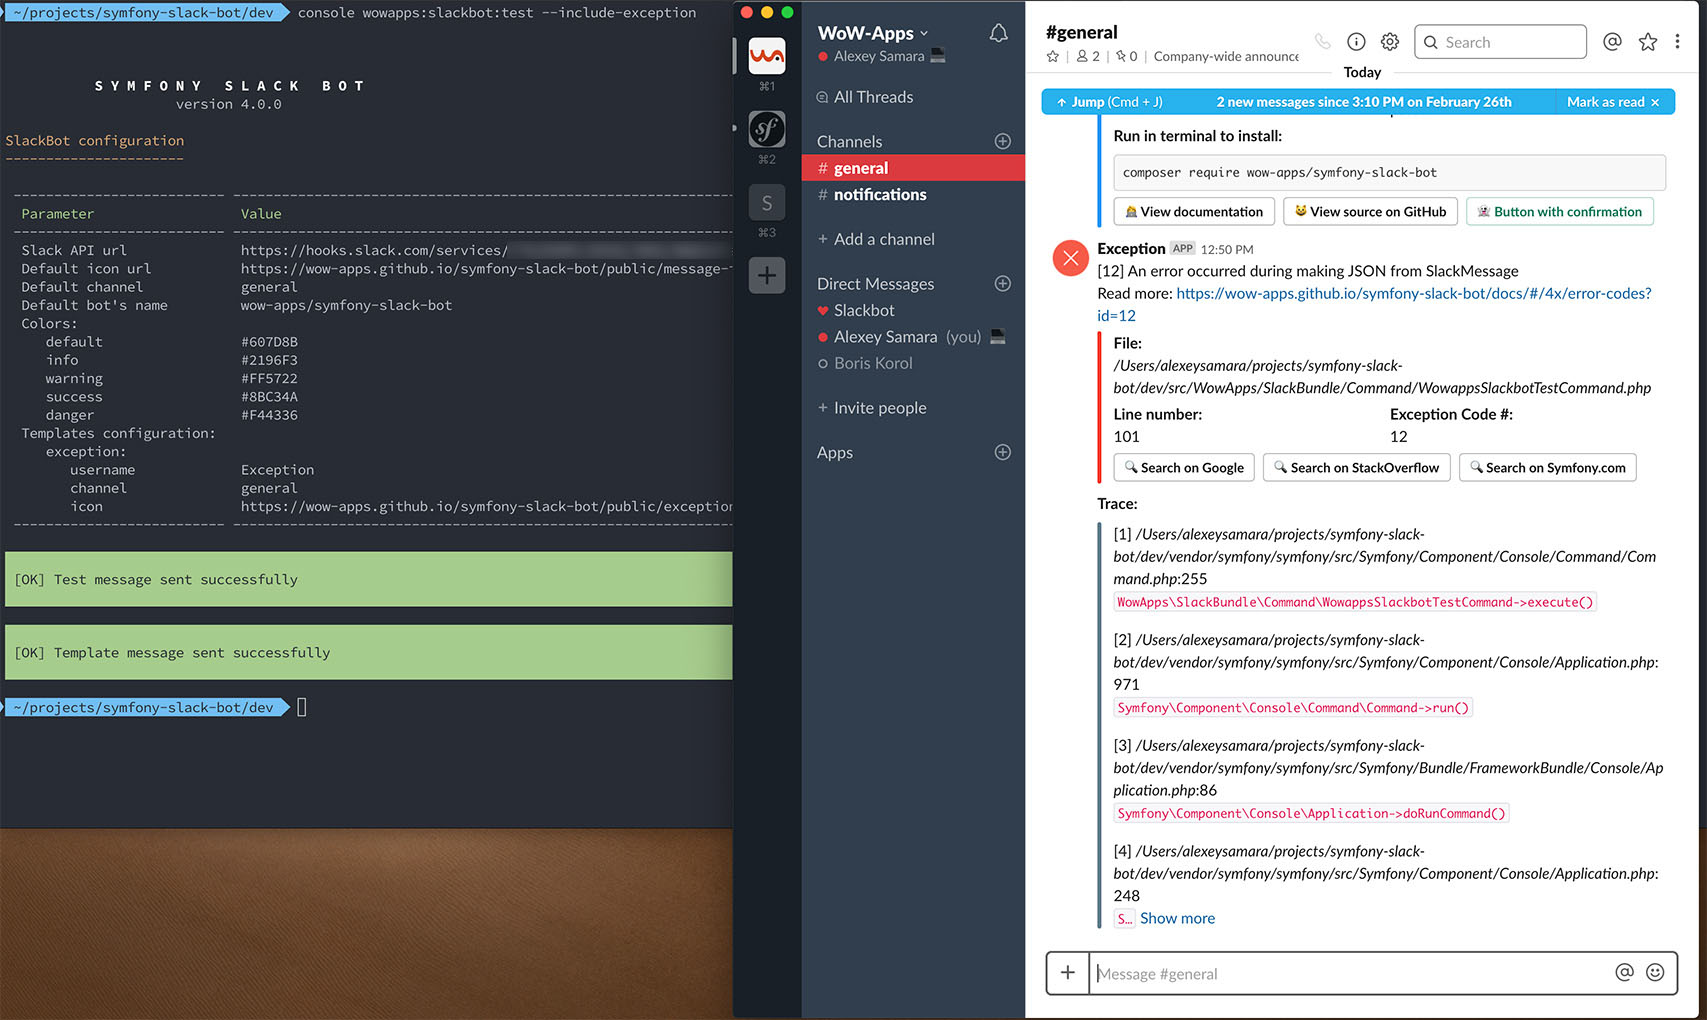 ~/projects/symfony-slack-bot/dev console wowapps:slackbot:test --include-exception
SYMFONY SLACK BOT
version 4.0.0
SlackBot configuration
Parameter Value
Slack API url https://hooks.slack.com/services/
Default icon url https://wow-apps.github.io/symfony-slack-bot/public/message-
Default channel general
Default bot's name wow-apps/symfony-slack-bot
Colors:
default #607D8B
info #2196F3
warning #FF5722
success #8BC34A
danger #F44336
Templates configuration:
exception:
username Exception
channel general
icon https://wow-apps.github.io/symfony-slack-bot/public/exception
[OK] Test message sent successfully
[OK] Template message sent successfully
~/projects/symfony-slack-bot/dev
wa
⌘1
sf
⌘2
S
⌘3
+
WoW-Apps
Alexey Samara
All Threads
Channels
# general
# notifications
+ Add a channel
Direct Messages
Slackbot
Alexey Samara (you)
Boris Korol
+ Invite people
Apps
#general
2 | 0 | Company-wide announce
Search
Today
↑ Jump (Cmd + J) 2 new messages since 3:10 PM on February 26th Mark as read ×
Run in terminal to install:
composer require wow-apps/symfony-slack-bot
View documentation View source on GitHub Button with confirmation
Exception APP 12:50 PM
[12] An error occurred during making JSON from SlackMessage
Read more: https://wow-apps.github.io/symfony-slack-bot/docs/#/4x/error-codes?
id=12
File:
/Users/alexeysamara/projects/symfony-slack-
bot/dev/src/WowApps/SlackBundle/Command/WowappsSlackbotTestCommand.php
Line number: Exception Code #:
101 12
Search on Google Search on StackOverflow Search on Symfony.com
Trace:
[1] /Users/alexeysamara/projects/symfony-slack-
bot/dev/vendor/symfony/symfony/src/Symfony/Component/Console/Command/Com
mand.php:255
WowApps\SlackBundle\Command\WowappsSlackbotTestCommand->execute()
[2] /Users/alexeysamara/projects/symfony-slack-
bot/dev/vendor/symfony/symfony/src/Symfony/Component/Console/Application.php:
971
Symfony\Component\Console\Command\Command->run()
[3] /Users/alexeysamara/projects/symfony-slack-
bot/dev/vendor/symfony/symfony/src/Symfony/Bundle/FrameworkBundle/Console/Ap
plication.php:86
Symfony\Component\Console\Application->doRunCommand()
[4] /Users/alexeysamara/projects/symfony-slack-
bot/dev/vendor/symfony/symfony/src/Symfony/Component/Console/Application.php:
248
S… Show more
+ Message #general